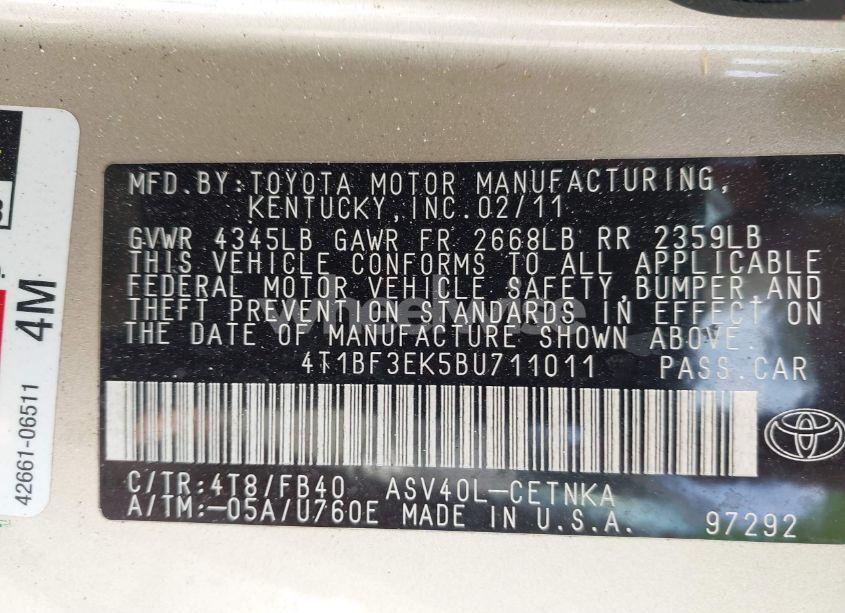 MFD.BY:TOYOTA MOTOR MANUFACTURING,
KENTUCKY,INC.02/11
GVWR 4345LB GAWR FR 2668LB RR 2359LB
THIS VEHICLE CONFORMS TO ALL APPLICABLE
FEDERAL MOTOR VEHICLE SAFETY,BUMPER,AND
THEFT PREVENTION STANDARDS IN EFFECT ON
THE DATE OF MANUFACTURE SHOWN ABOVE.
4T1BF3EK5BU711011 PASS.CAR
C/TR:4T8/FB40 ASV40L-CETNKA
A/TM:-05A/U760E MADE IN U.S.A. 97292
42661-06511
4M